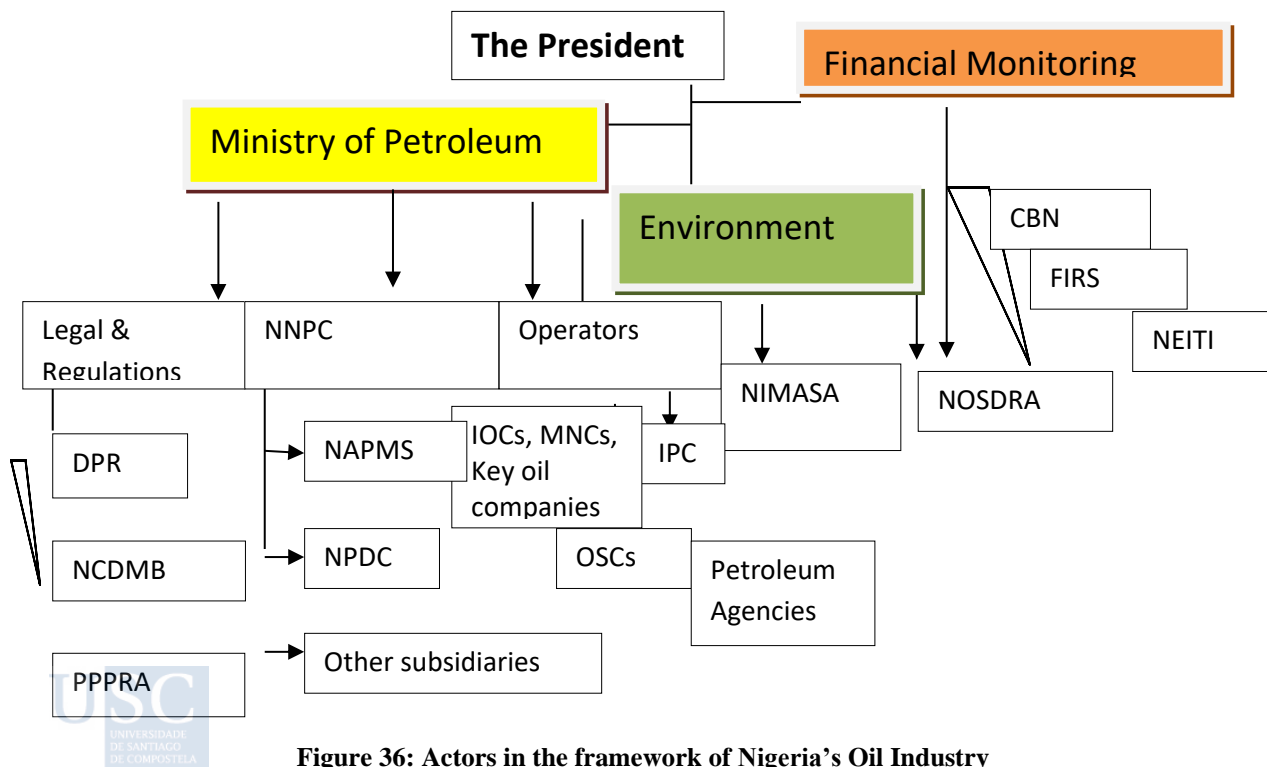 The President
Financial Monitoring
Ministry of Petroleum
Environment
CBN
FIRS
NEITI
Legal &
Regulations
NNPC
Operators
NIMASA
NOSDRA
DPR
NAPMS
IOCs, MNCs,
Key oil
companies
IPC
NCDMB
NPDC
OSCs
Petroleum
Agencies
PPPRA
Other subsidiaries
USC
UNIVERSIDADE
DE SANTIAGO
DE COMPOSTELA
Figure 36: Actors in the framework of Nigeria’s Oil Industry